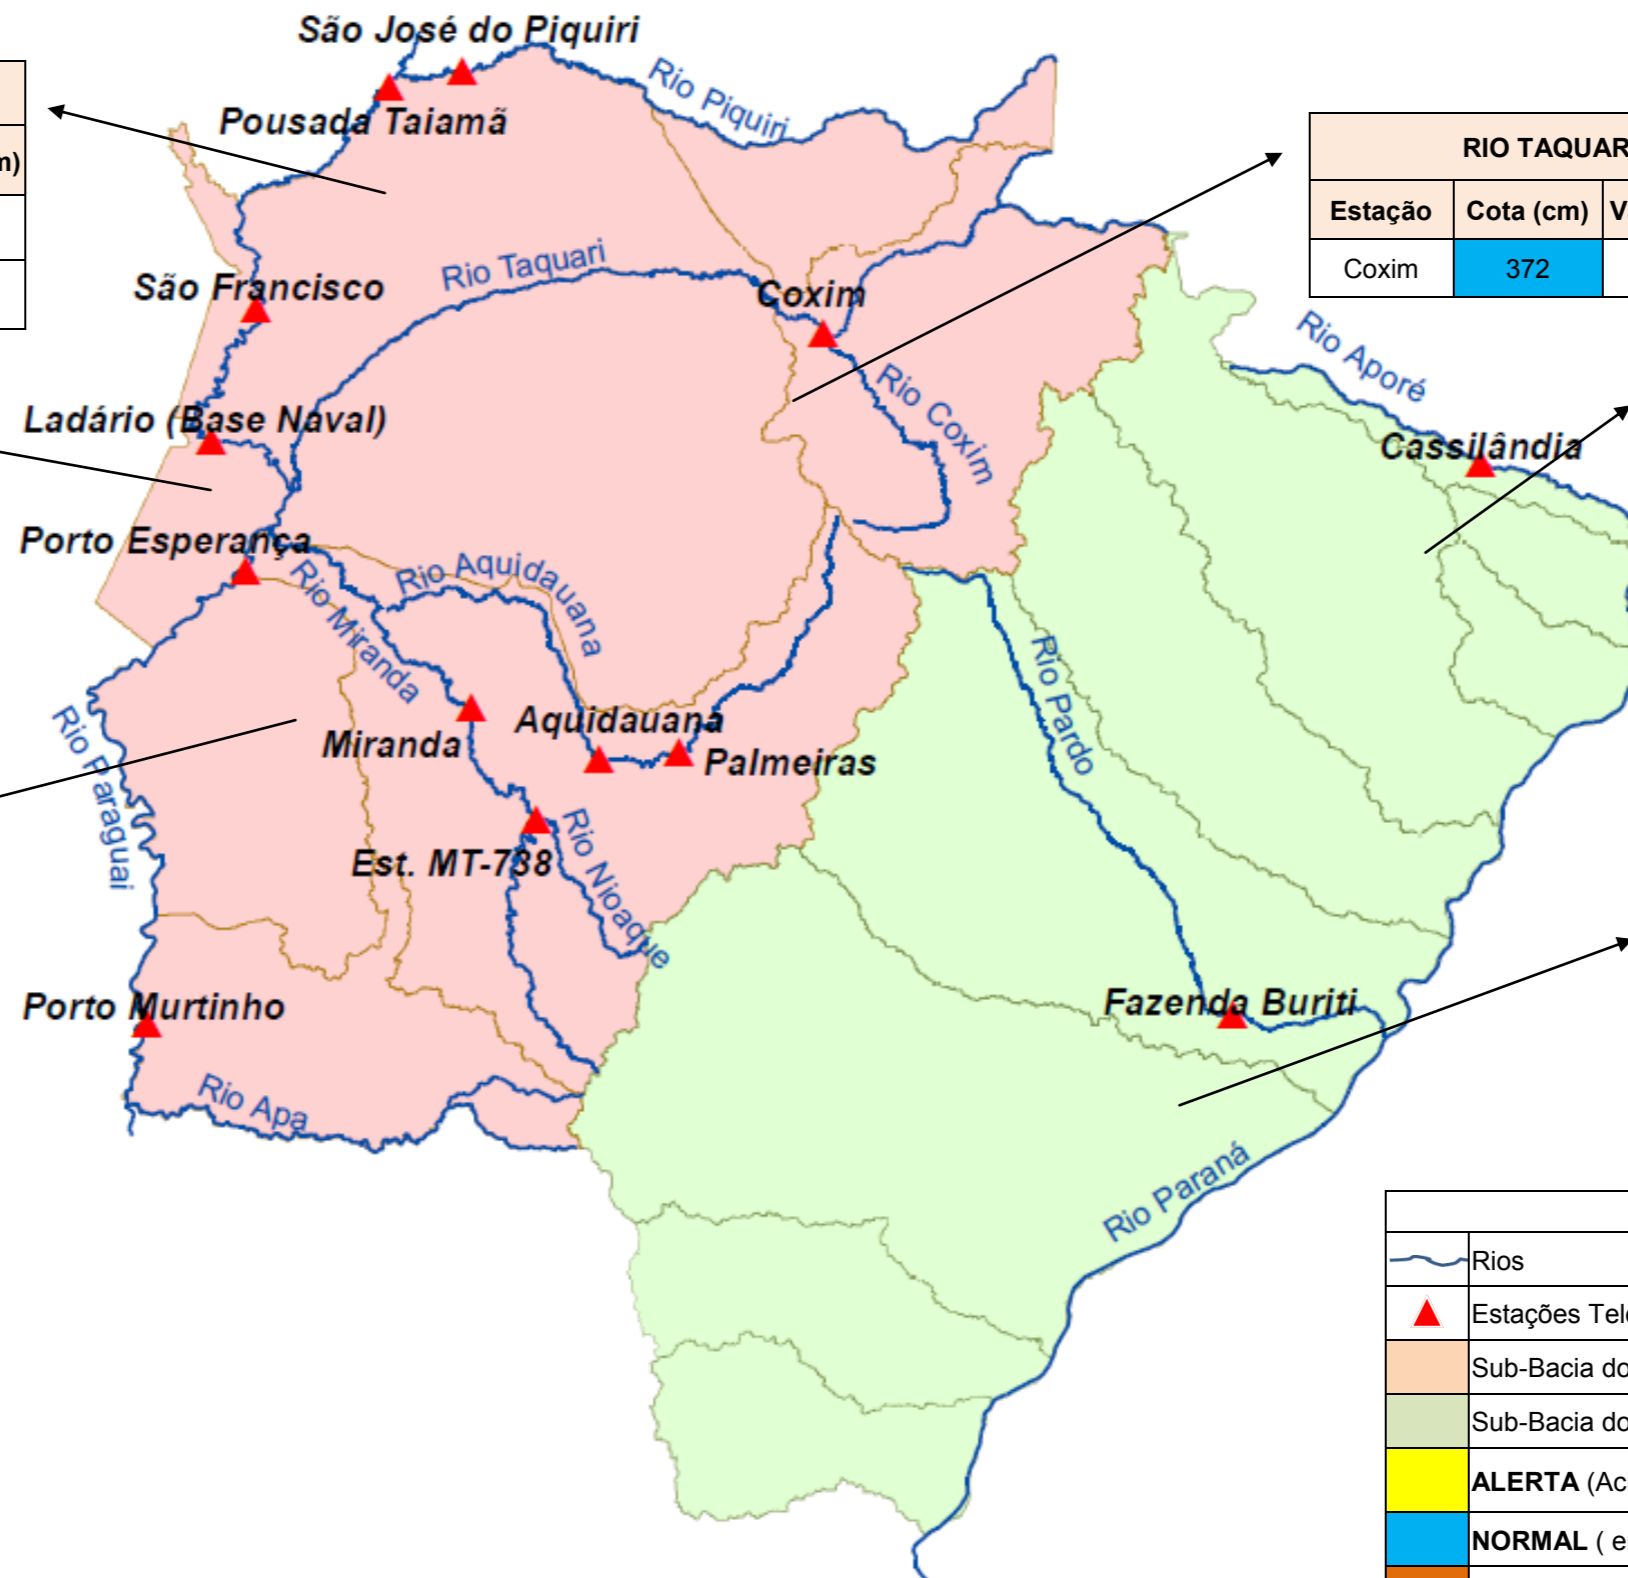 São José do Piquiri
Rio Piquiri
Pousada Taiamã
m)
RIO TAQUAR
Estação Cota (cm) V
Coxim 372
Rio Taquari
São Francisco
Coxim
Rio Aporé
Rio Coxim
Ladário (Base Naval)
Cassilândia
Porto Esperança
Rio Aquidauana
Rio Miranda
Rio Pardo
Rio Paraguai
Miranda
Aquidauana
Palmeiras
Est. MT-738
Rio Nioaque
Porto Murtinho
Fazenda Buriti
Rio Apa
Rio Paraná
Rios
Estações Tel
Sub-Bacia do
Sub-Bacia do
ALERTA (Ac
NORMAL ( e